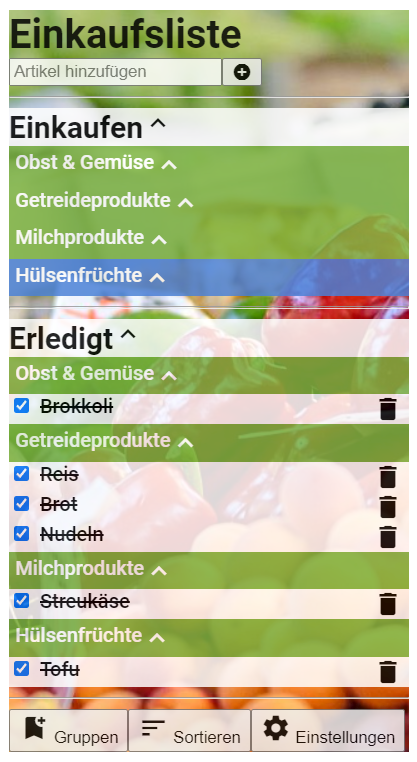 Einkaufsliste
Artikel hinzufügen
Einkaufen
Obst & Gemüse
Getreideprodukte
Milchprodukte
Hülsenfrüchte
Erledigt
Obst & Gemüse
Brokkoli
Getreideprodukte
Reis
Brot
Nudeln
Milchprodukte
Streukäse
Hülsenfrüchte
Tofu
Gruppen Sortieren Einstellungen